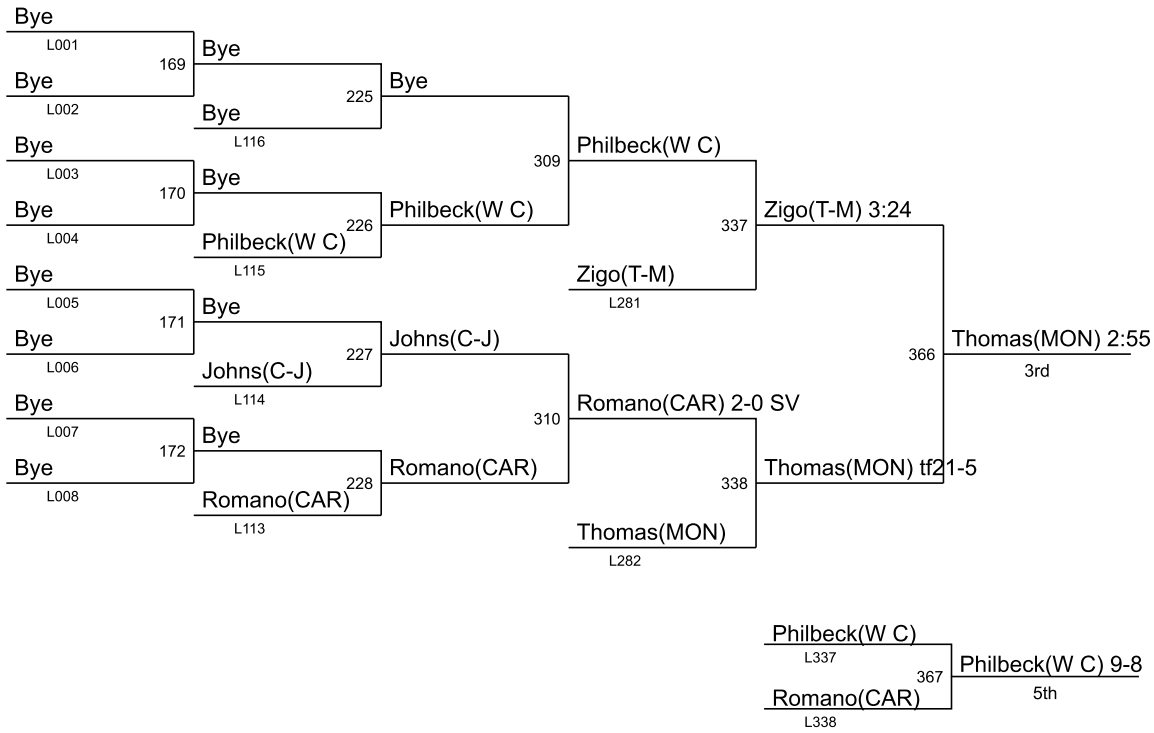 Bye
L001
169
Bye
L002
Bye
225
Bye
L116
Bye
Bye
L003
170
Bye
Bye
L004
226
Philbeck(W C)
L115
Philbeck(W C)
309
Philbeck(W C)
337
Zigo(T-M)
L281
Zigo(T-M) 3:24
Bye
L005
171
Bye
L006
Bye
227
Johns(C-J)
L114
Johns(C-J)
Bye
L007
172
Bye
L008
Bye
228
Romano(CAR)
L113
Romano(CAR)
310
Romano(CAR) 2-0 SV
338
Thomas(MON)
L282
Thomas(MON) tf21-5
366
Thomas(MON) 2:55
3rd
Philbeck(W C)
L337
367
Romano(CAR)
L338
Philbeck(W C) 9-8
5th